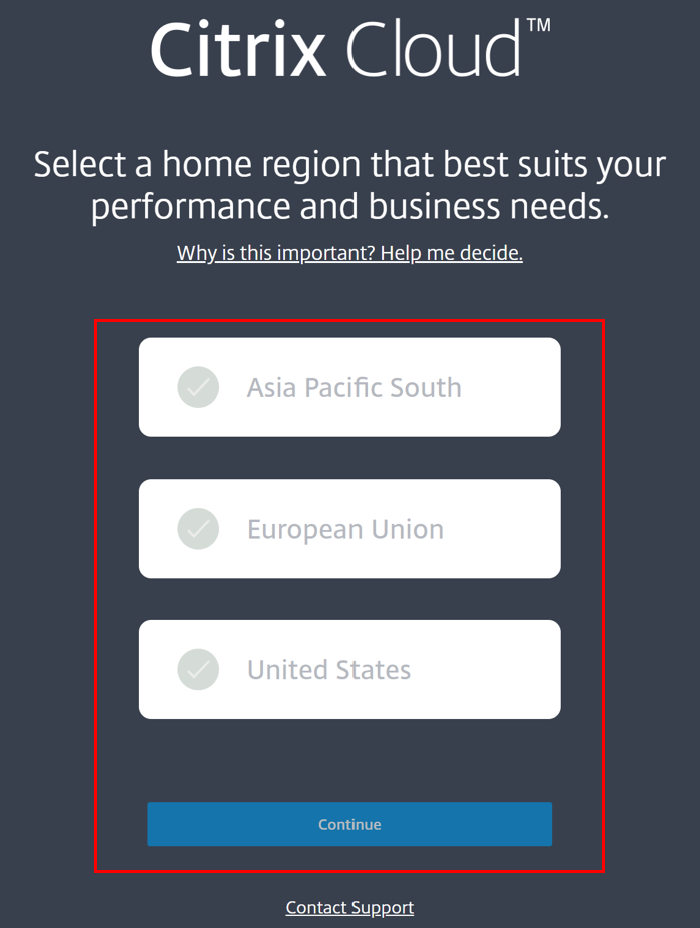 Citrix Cloud™
Select a home region that best suits your
performance and business needs.
Why is this important? Help me decide.
Asia Pacific South
European Union
United States
Continue
Contact Support